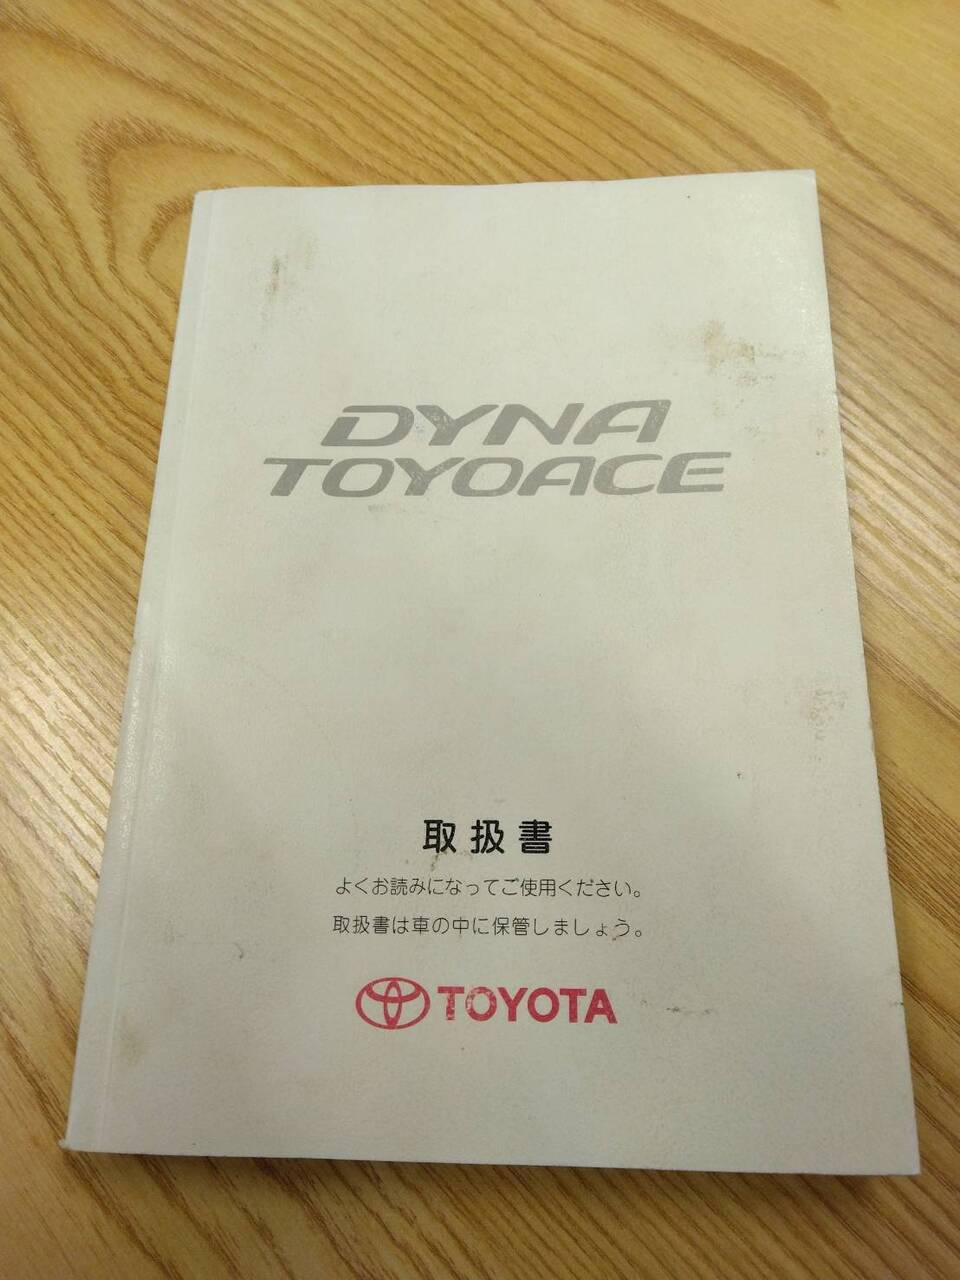 DYNA
TOYOACE
取扱書
よくお読みになってご使用ください。
取扱書は車の中に保管しましょう。
TOYOTA